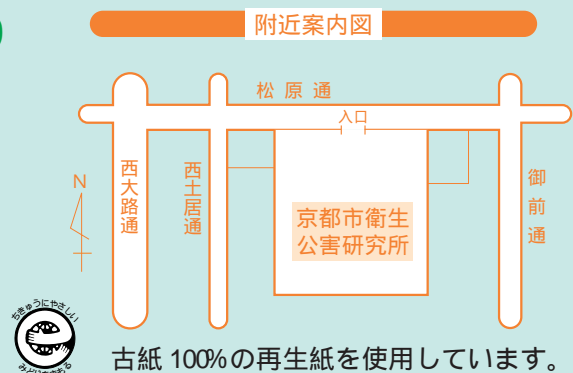 附近案内図
松原通
入口
N
西大路通
西土居通
御前通
京都市衛生
公害研究所
ちきゅうにやさしい
古紙 100%の再生紙を使用しています。